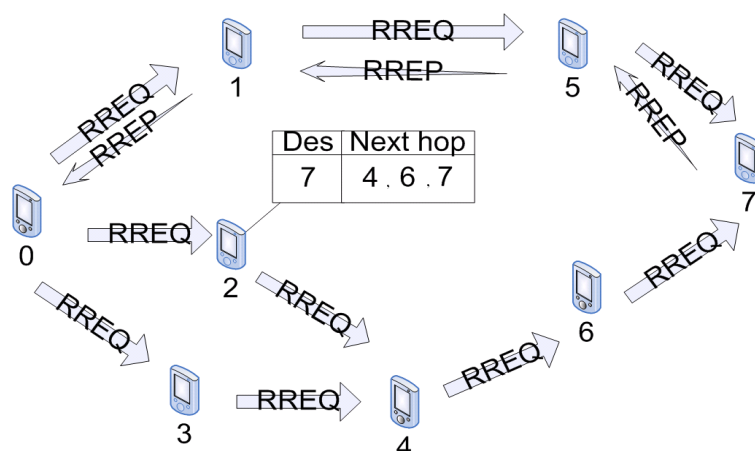 RREQ
1
5
RREP
RREQ
RREQ
RREP
RREP
Des Next hop
7 4 . 6 . 7
7
0
RREQ
2
RREQ
RREQ
RREQ
6
RREQ
RREQ
3
4